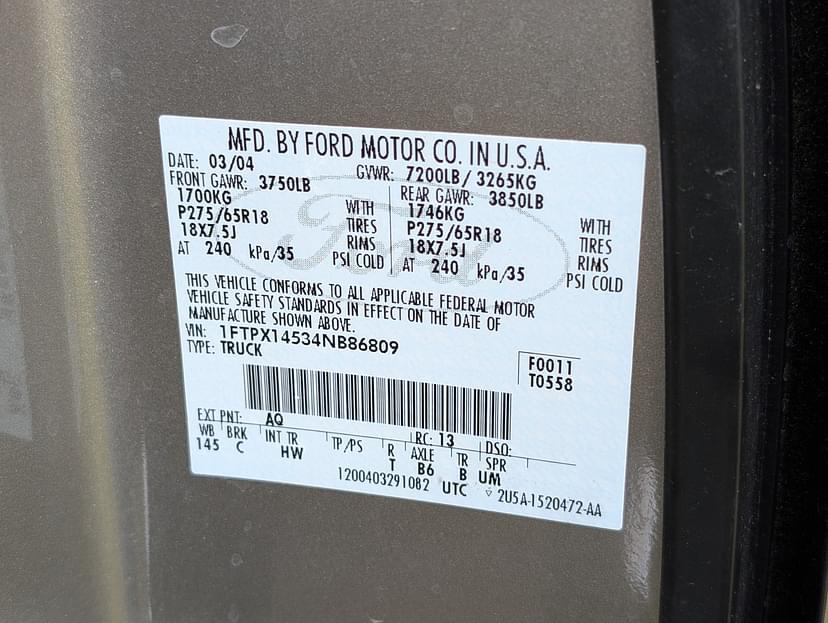 MFD. BY FORD MOTOR CO. IN U.S.A.
DATE: 03/04 GVWR: 7200LB/ 3265KG
FRONT GAWR: 3750LB REAR GAWR: 3850LB
1700KG WITH 1746KG WITH
P275/65R18 TIRES P275/65R18 TIRES
18X7.5J RIMS 18X7.5J RIMS
AT 240 kPa/35 PSI COLD AT 240 kPa/35 PSI COLD
Ford
THIS VEHICLE CONFORMS TO ALL APPLICABLE FEDERAL MOTOR
VEHICLE SAFETY STANDARDS IN EFFECT ON THE DATE OF
MANUFACTURE SHOWN ABOVE.
VIN: 1FTPX14534NB86809
TYPE: TRUCK
F0011
T0558
EXT PNT: AQ RC: 13 DSO:
WB BRK INT TR TP/PS R AXLE TR SPR
145 C HW T B6 B UM
1200403291082 UTC 2U5A-1520472-AA